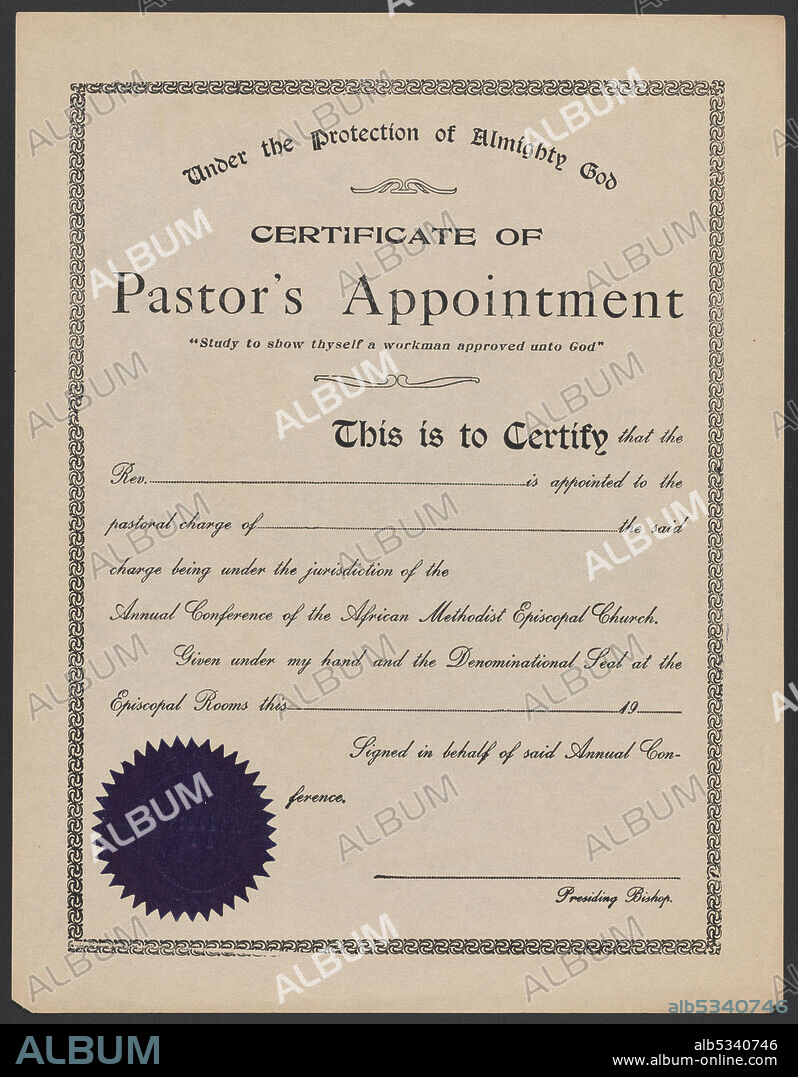 Under the Protection of Almighty God
CERTIFICATE OF
Pastor's Appointment
"Study to show thyself a workman approved unto God"
This is to Certify that the
Rev. is appointed to the
pastoral charge of the said
charge being under the jurisdiction of the
Annual Conference of the African Methodist Episcopal Church.
Given under my hand and the Denominational Seal at the
Episcopal Rooms this 19
Signed in behalf of said Annual Con-
ference.
Presiding Bishop.
alb5340746
ALBUM
alb5340746
www.album-online.com